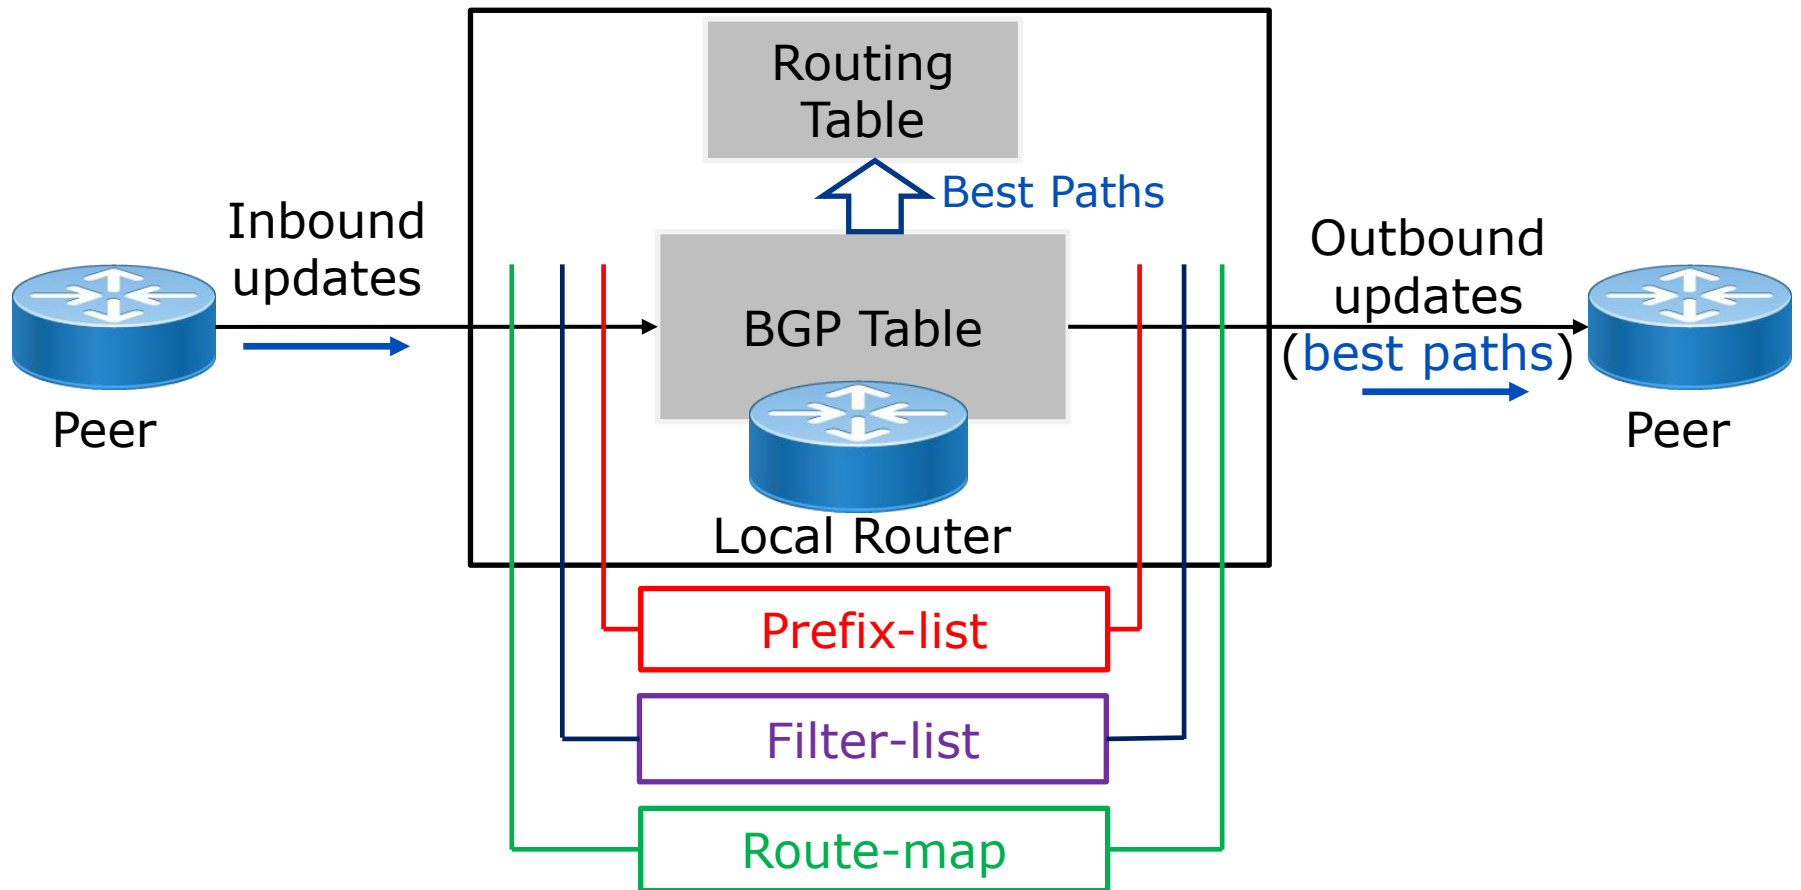 Routing
Table
Best Paths
Inbound
updates
Outbound
updates
(best paths)
BGP Table
Peer
Peer
Local Router
Prefix-list
Filter-list
Route-map